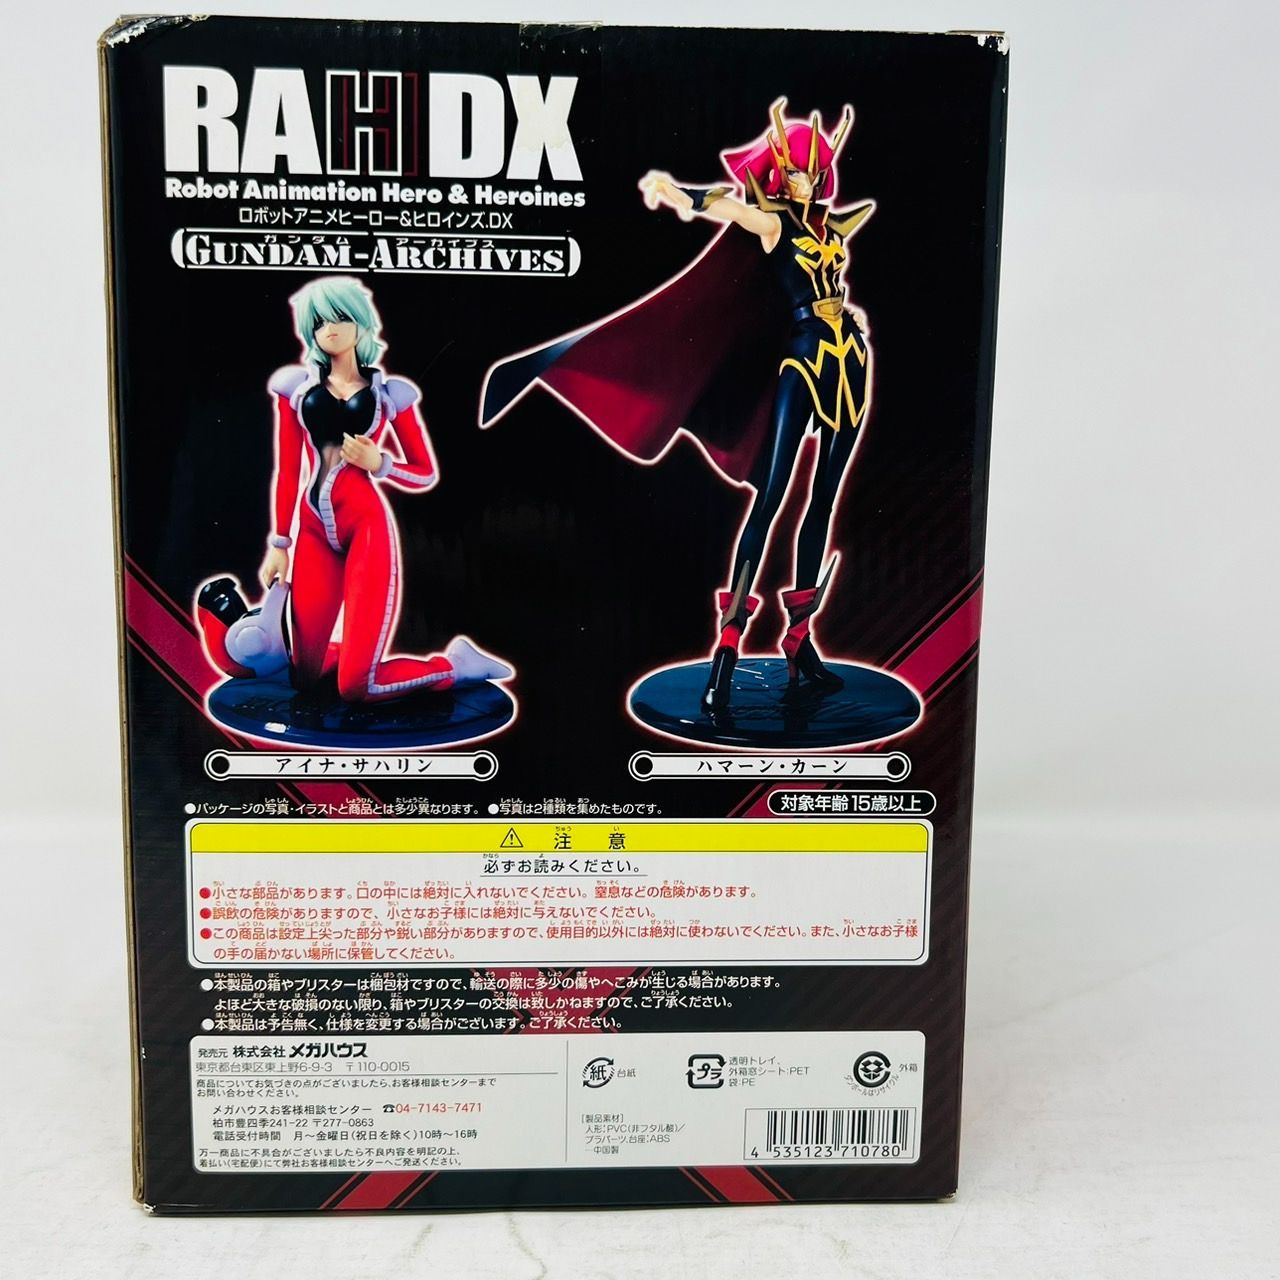 RAH DX
Robot Animation Hero & Heroines
ロボットアニメヒーロー&ヒロインズ.DX
ガンダム アーカイブス
GUNDAM-ARCHIVES
アイナ・サハリン
ハマーン・カーン
●パッケージの写真・イラストと商品とは多少異なります。 ●写真は2種類を集めたものです。
対象年齢15歳以上
⚠ 注意
必ずお読みください。
●小さな部品があります。口の中には絶対に入れないでください。窒息などの危険があります。
●誤飲の危険がありますので、小さなお子様には絶対に与えないでください。
●この商品は設定上尖った部分や鋭い部分がありますので、使用目的以外には絶対に使わないでください。また、小さなお子様
の手の届かない場所に保管してください。
●本製品の箱やブリスターは梱包材ですので、輸送の際に多少の傷やへこみが生じる場合があります。
よほど大きな破損のない限り、箱やブリスターの交換は致しかねますので、ご了承ください。
●本製品は予告無く、仕様を変更する場合がございます。ご了承ください。
発売元 株式会社 メガハウス
東京都台東区東上野6-9-3 〒110-0015
商品についてお気づきの点がございましたら、お客様相談センターまで
お問い合わせください。
メガハウスお客様相談センター ☎04-7143-7471
柏市豊四季241-22 〒277-0863
電話受付時間 月〜金曜日(祝日を除く)10時〜16時
万一商品に不具合がございましたら不良内容を明記の上、
着払い(宅配便)にて弊社お客様相談センターへご発送ください。
紙 台紙
プラ
透明トレイ、
外箱窓シート:PET
袋:PE
外箱
ダンボールはリサイクル
[製品素材]
人形:PVC(非フタル酸)/
プラパーツ,台座:ABS
中国製
4 535123 710780